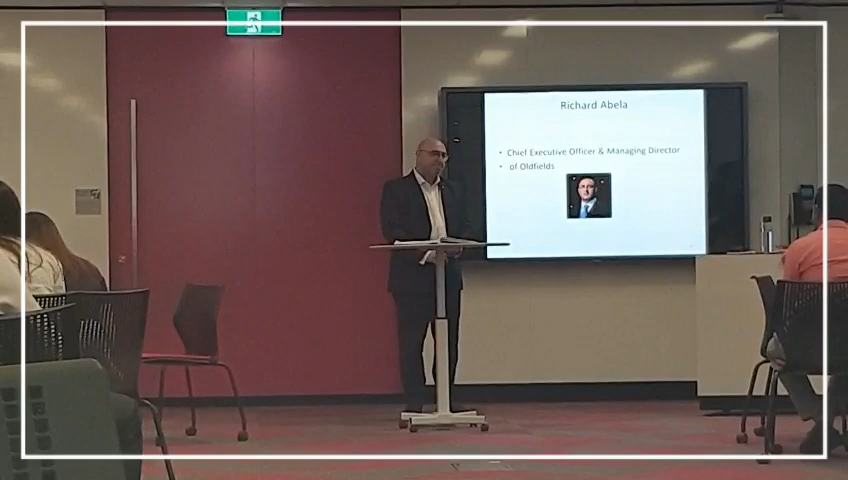 Richard Abela
• Chief Executive Officer & Managing Director
• of Oldfields